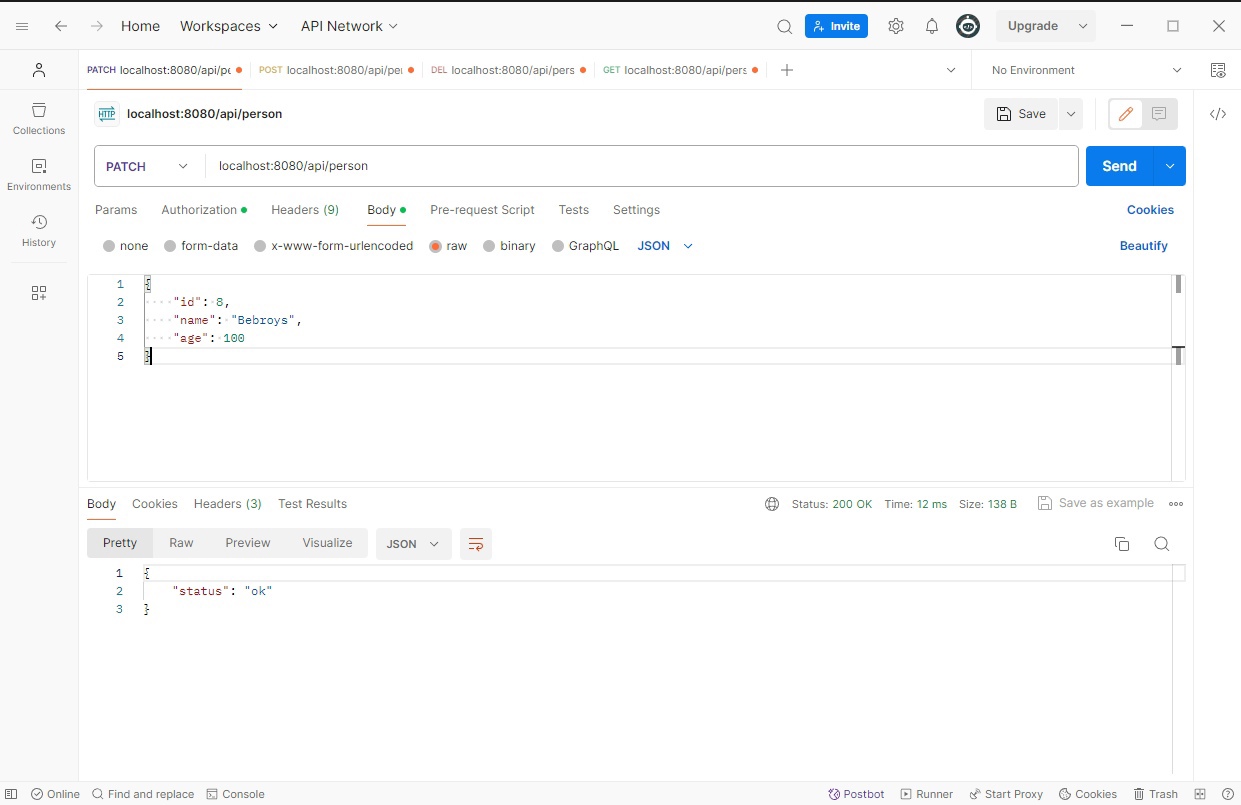 Home Workspaces API Network Invite Upgrade
PATCH localhost:8080/api/pe POST localhost:8080/api/per DEL localhost:8080/api/pers GET localhost:8080/api/pers No Environment
HTTP localhost:8080/api/person Save
Collections
PATCH localhost:8080/api/person Send
Environments
Params Authorization Headers (9) Body Pre-request Script Tests Settings Cookies
History
none form-data x-www-form-urlencoded raw binary GraphQL JSON Beautify
1 {
2 "id": 8,
3 "name": "Bebroys",
4 "age": 100
5 }
Body Cookies Headers (3) Test Results Status: 200 OK Time: 12 ms Size: 138 B Save as example
Pretty Raw Preview Visualize JSON
1 {
2 "status": "ok"
3 }
Online Find and replace Console Postbot Runner Start Proxy Cookies Trash